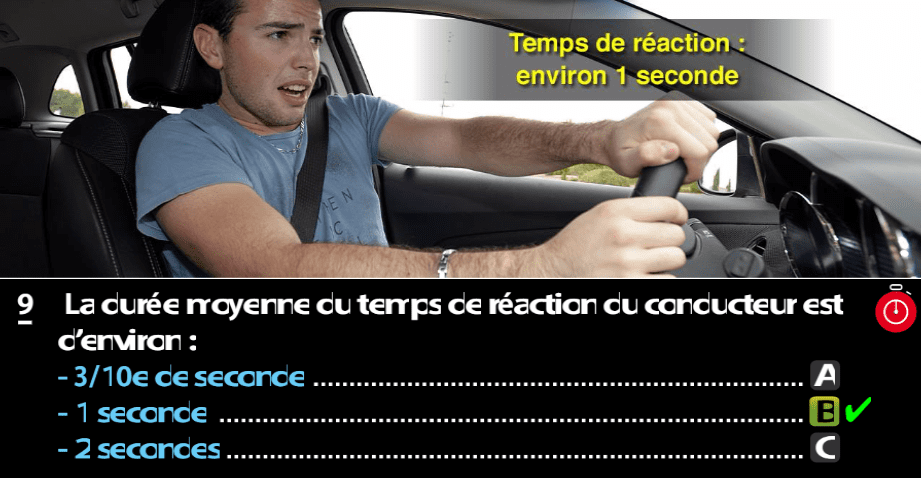 Temps de réaction :
environ 1 seconde
9 La durée moyenne du temps de réaction du conducteur est
d'environ :
- 3/10e de seconde ................................................................... A
- 1 seconde ................................................................................ B ✔
- 2 secondes .............................................................................. C